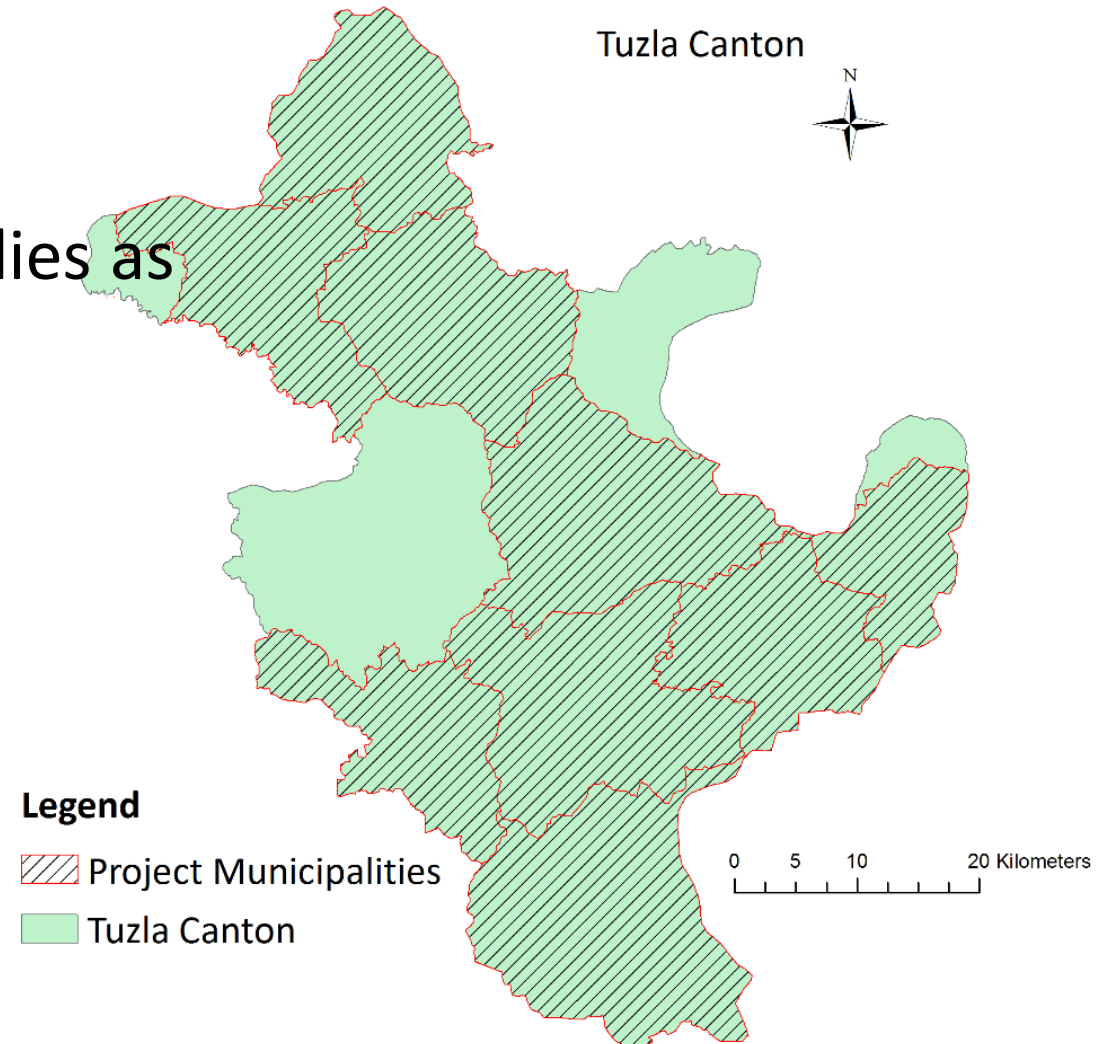 Tuzla Canton
N
lies as
Legend
Project Municipalities
Tuzla Canton
0 5 10 20 Kilometers